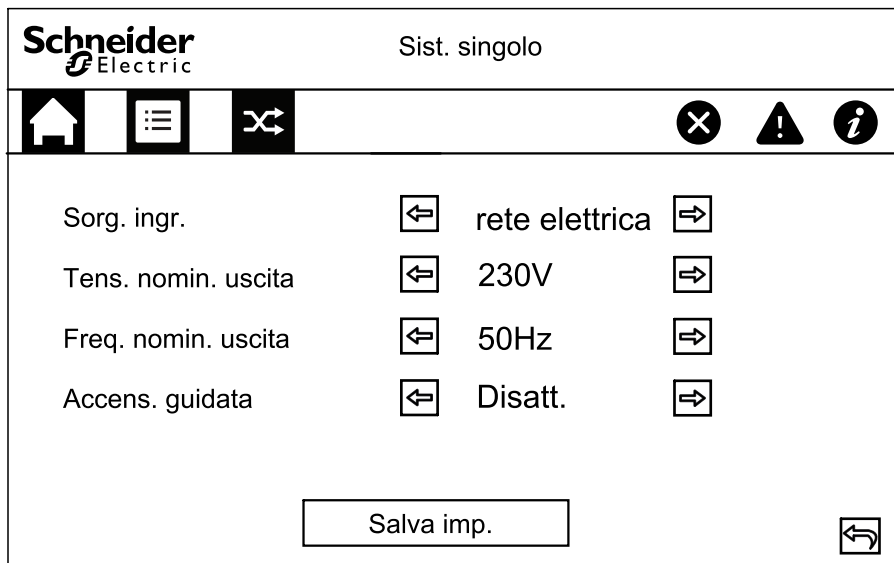 Schneider
Electric
Sist. singolo
Sorg. ingr. rete elettrica
Tens. nomin. uscita 230V
Freq. nomin. uscita 50Hz
Accens. guidata Disatt.
Salva imp.